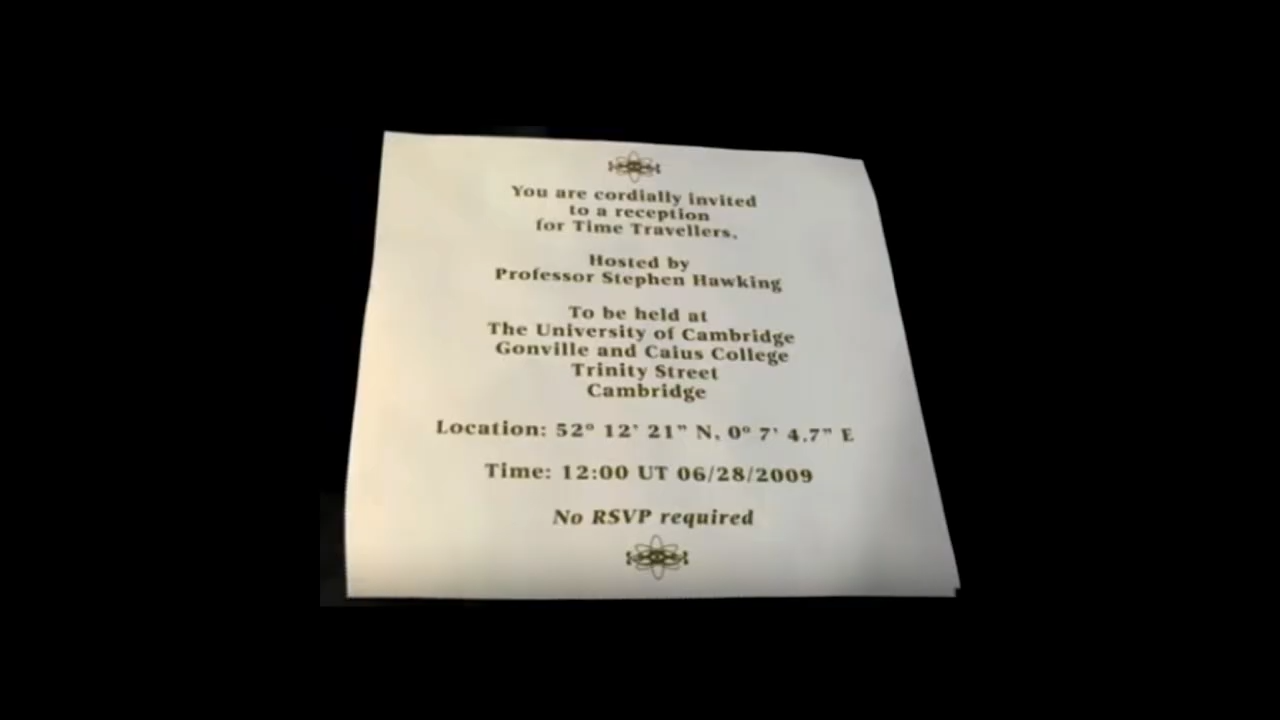 You are cordially invited
to a reception
for Time Travellers.
Hosted by
Professor Stephen Hawking
To be held at
The University of Cambridge
Gonville and Caius College
Trinity Street
Cambridge
Location: 52º 12' 21" N, 0º 7' 4.7" E
Time: 12:00 UT 06/28/2009
No RSVP required